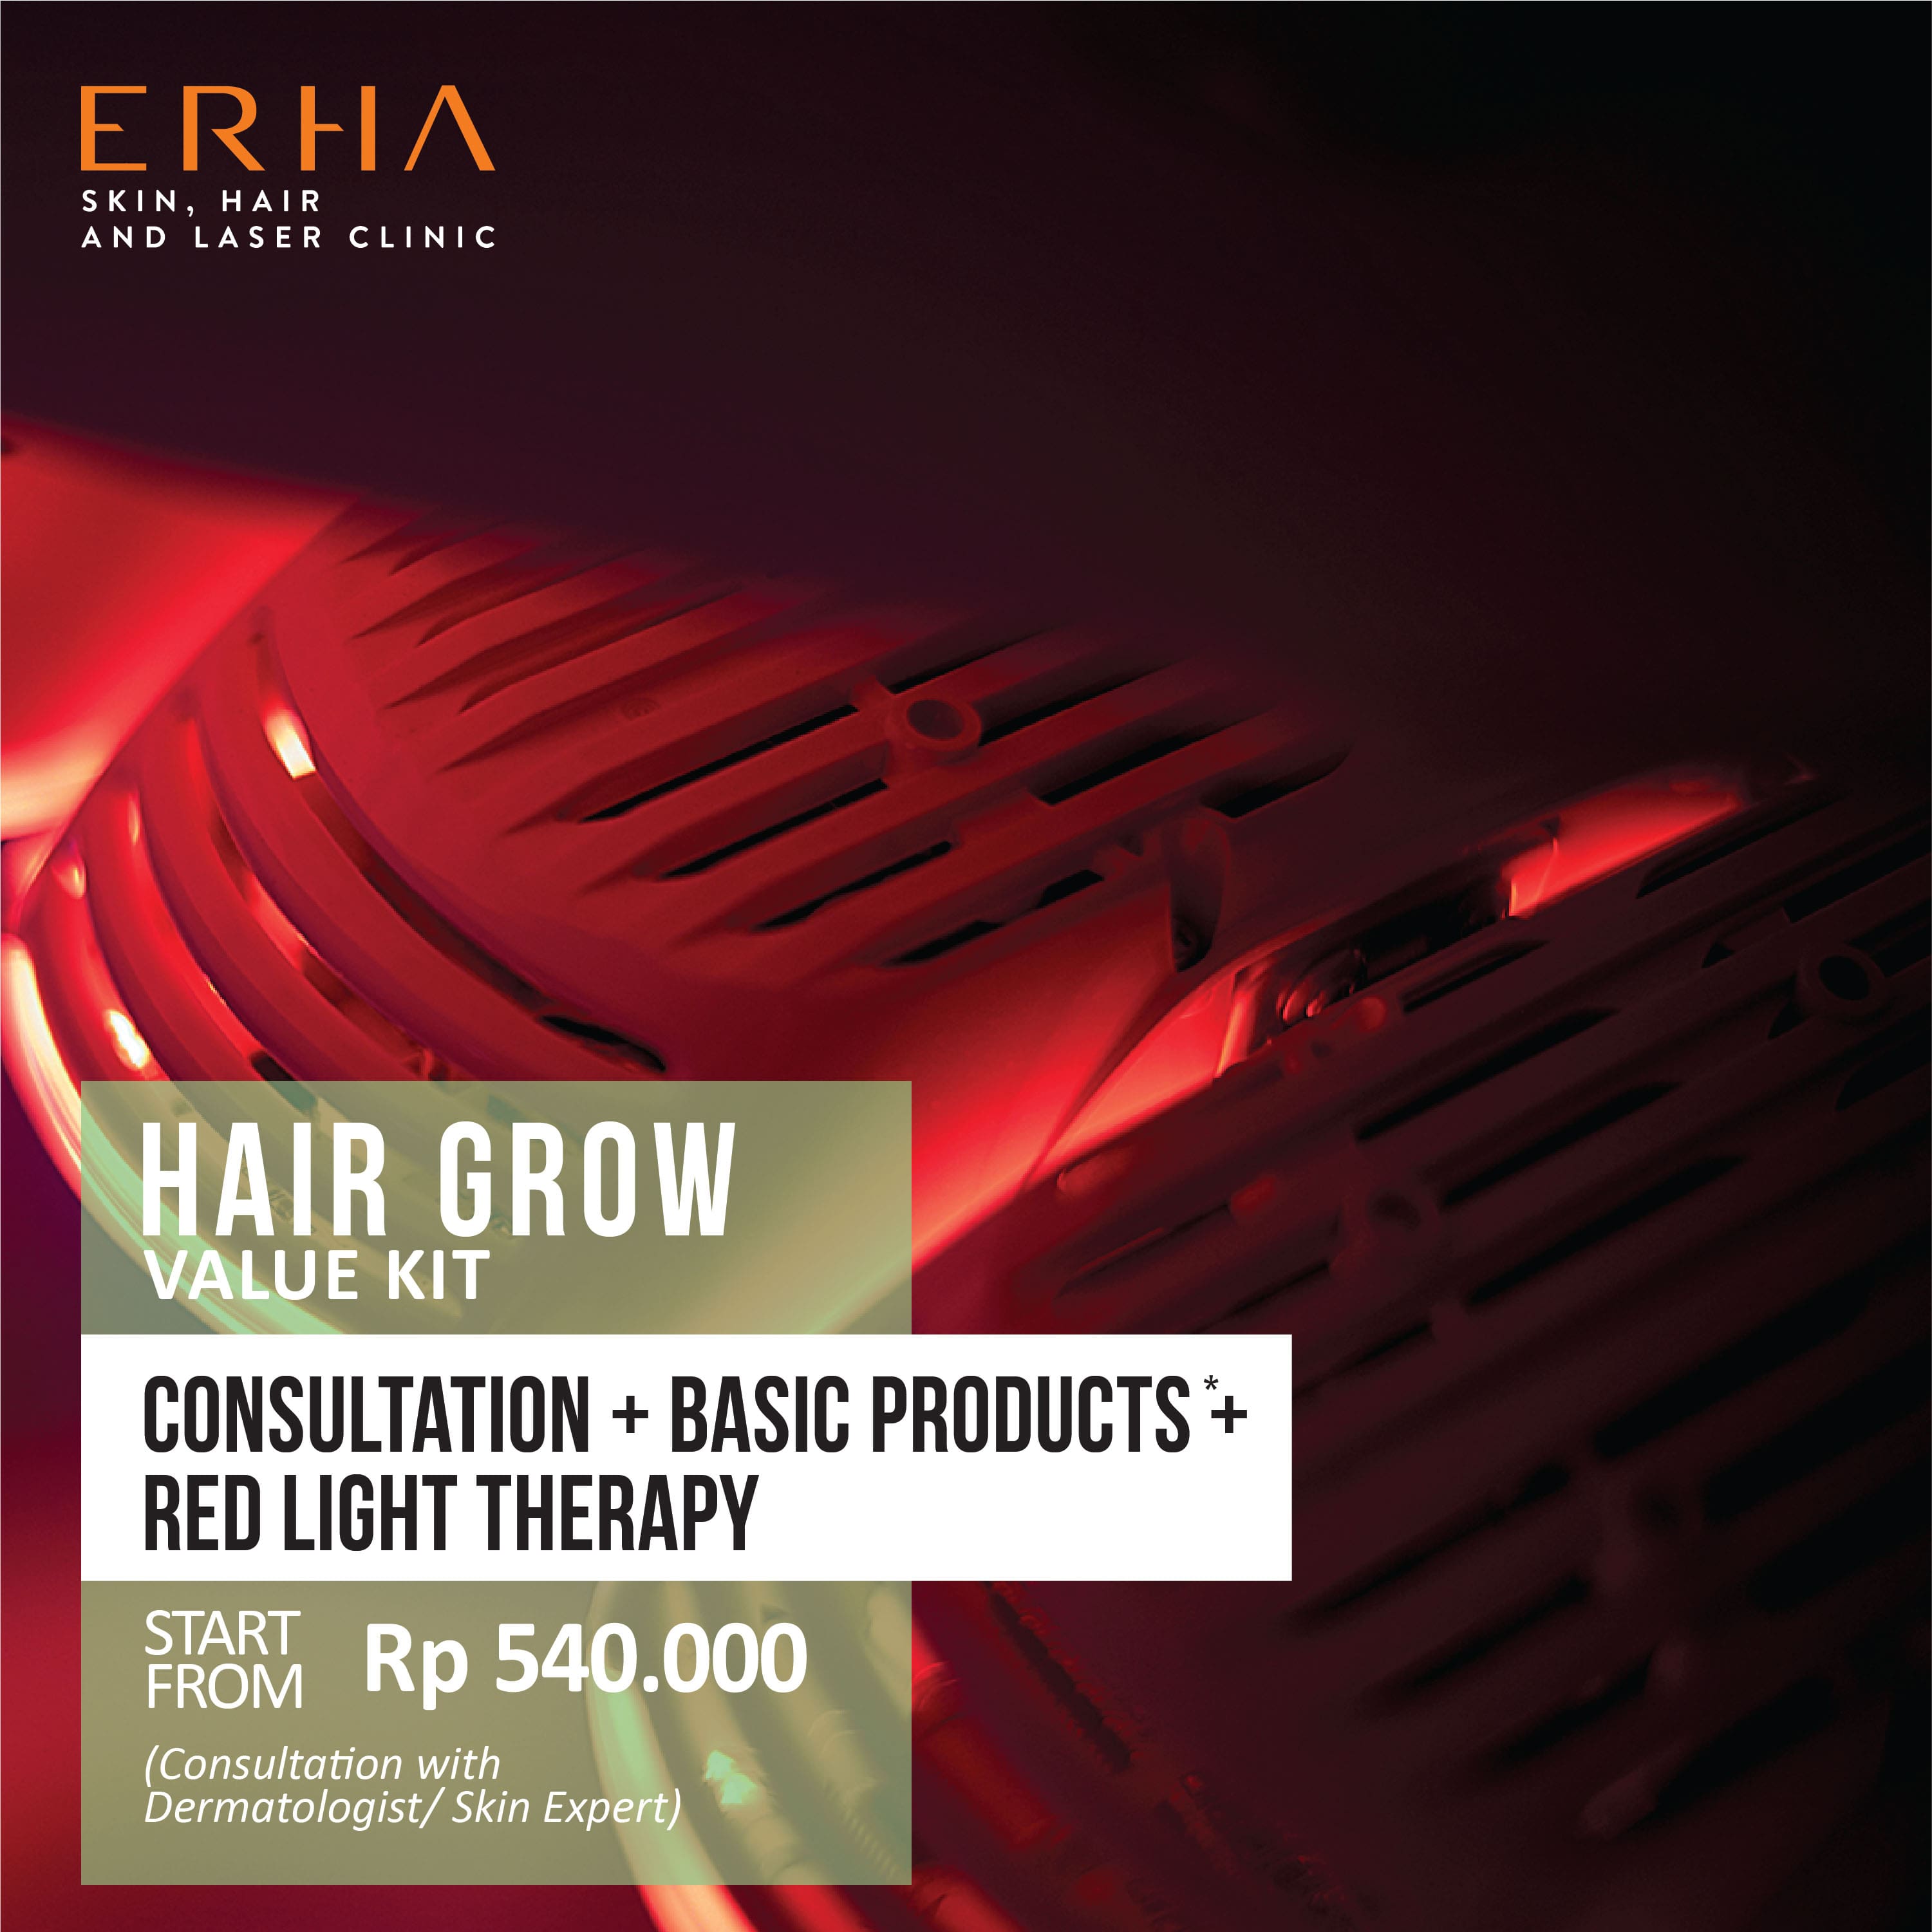 ERHA
SKIN, HAIR
AND LASER CLINIC
HAIR GROW
VALUE KIT
CONSULTATION + BASIC PRODUCTS*+
RED LIGHT THERAPY
START
FROM
Rp 540.000
(Consultation with
Dermatologist/ Skin Expert)